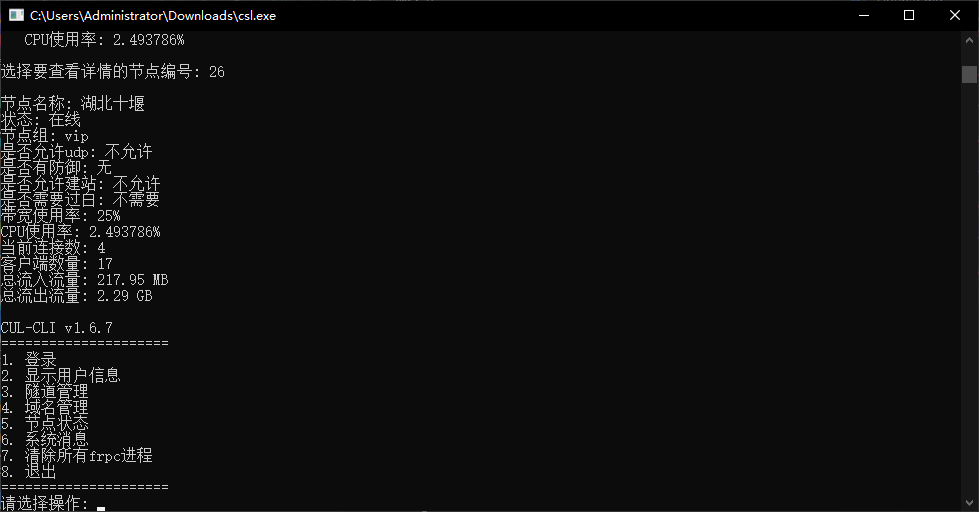 C:\Users\Administrator\Downloads\csl.exe
CPU使用率: 2.493786%
选择要查看详情的节点编号: 26
节点名称: 湖北十堰
状态: 在线
节点组: vip
是否允许udp: 不允许
是否有防御: 无
是否允许建站: 不允许
是否需要过白: 不需要
带宽使用率: 25%
CPU使用率: 2.493786%
当前连接数: 4
客户端数量: 17
总流入流量: 217.95 MB
总流出流量: 2.29 GB
CUL-CLI v1.6.7
=====================
1. 登录
2. 显示用户信息
3. 隧道管理
4. 域名管理
5. 节点状态
6. 系统消息
7. 清除所有frpc进程
8. 退出
=====================
请选择操作: